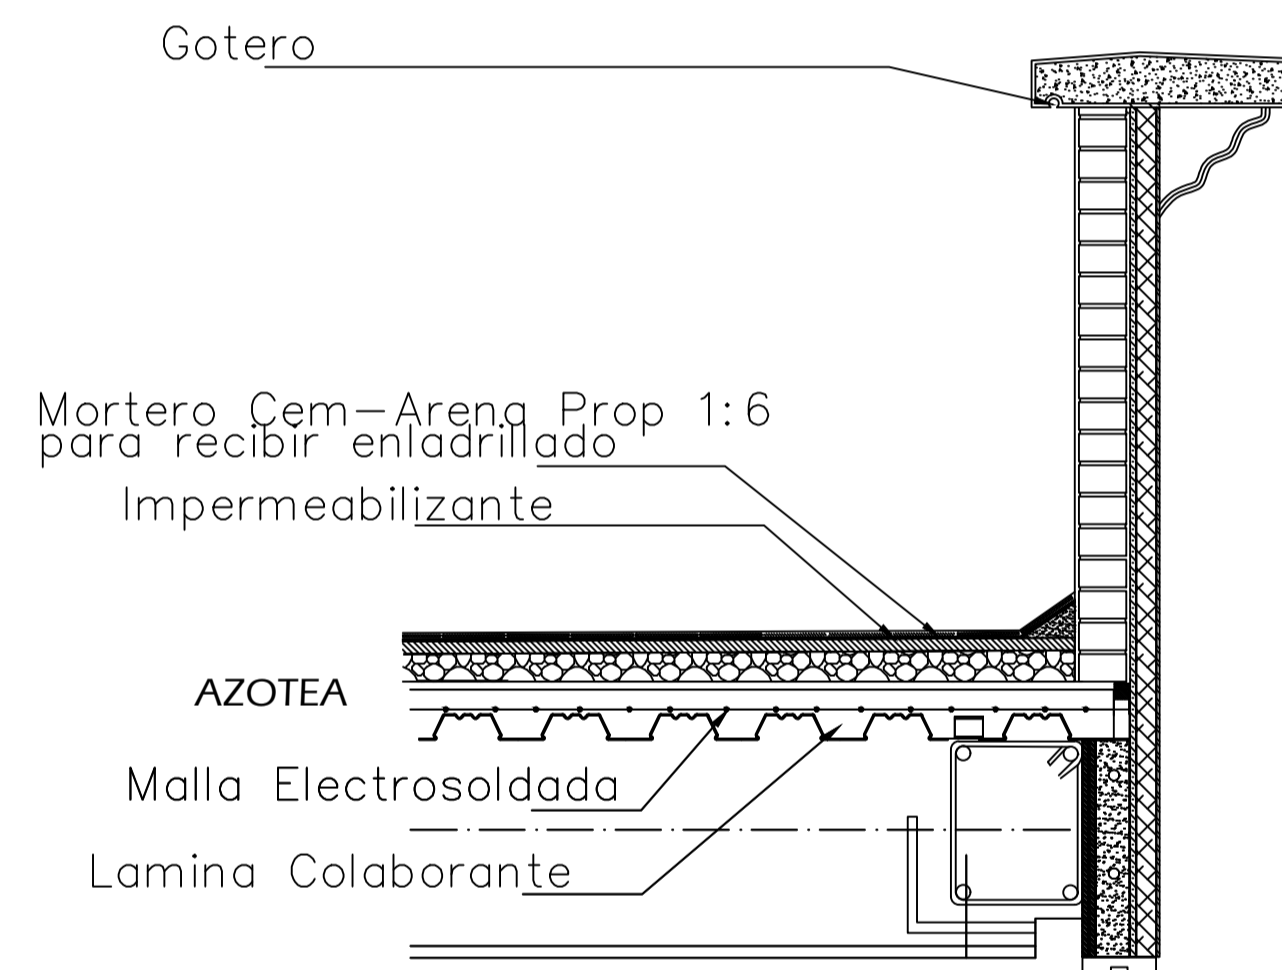 Gotero
Mortero Cem-Arena Prop 1:6
para recibir enladrillado
Impermeabilizante
AZOTEA
Malla Electrosoldada
Lamina Colaborante